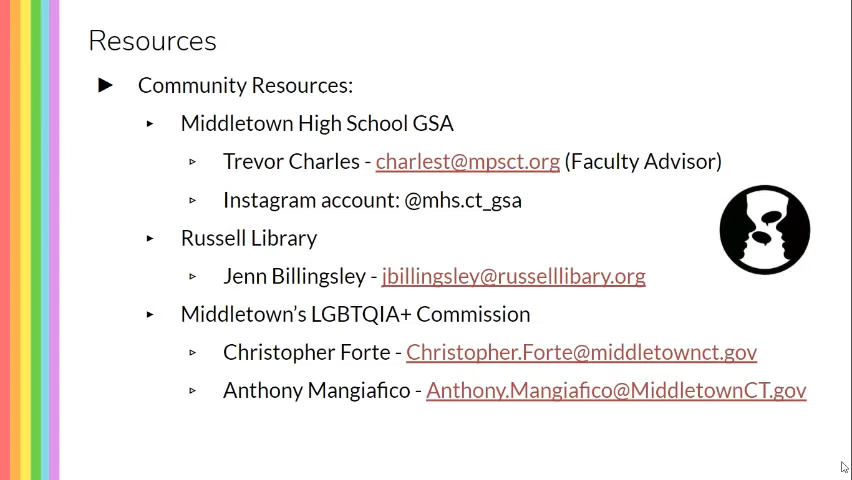 Resources
Community Resources:
Middletown High School GSA
Trevor Charles - charlest@mpsct.org (Faculty Advisor)
Instagram account: @mhs.ct_gsa
Russell Library
Jenn Billingsley - jbillingsley@russelllibary.org
Middletown’s LGBTQIA+ Commission
Christopher Forte - Christopher.Forte@middletownct.gov
Anthony Mangiafico - Anthony.Mangiafico@MiddletownCT.gov